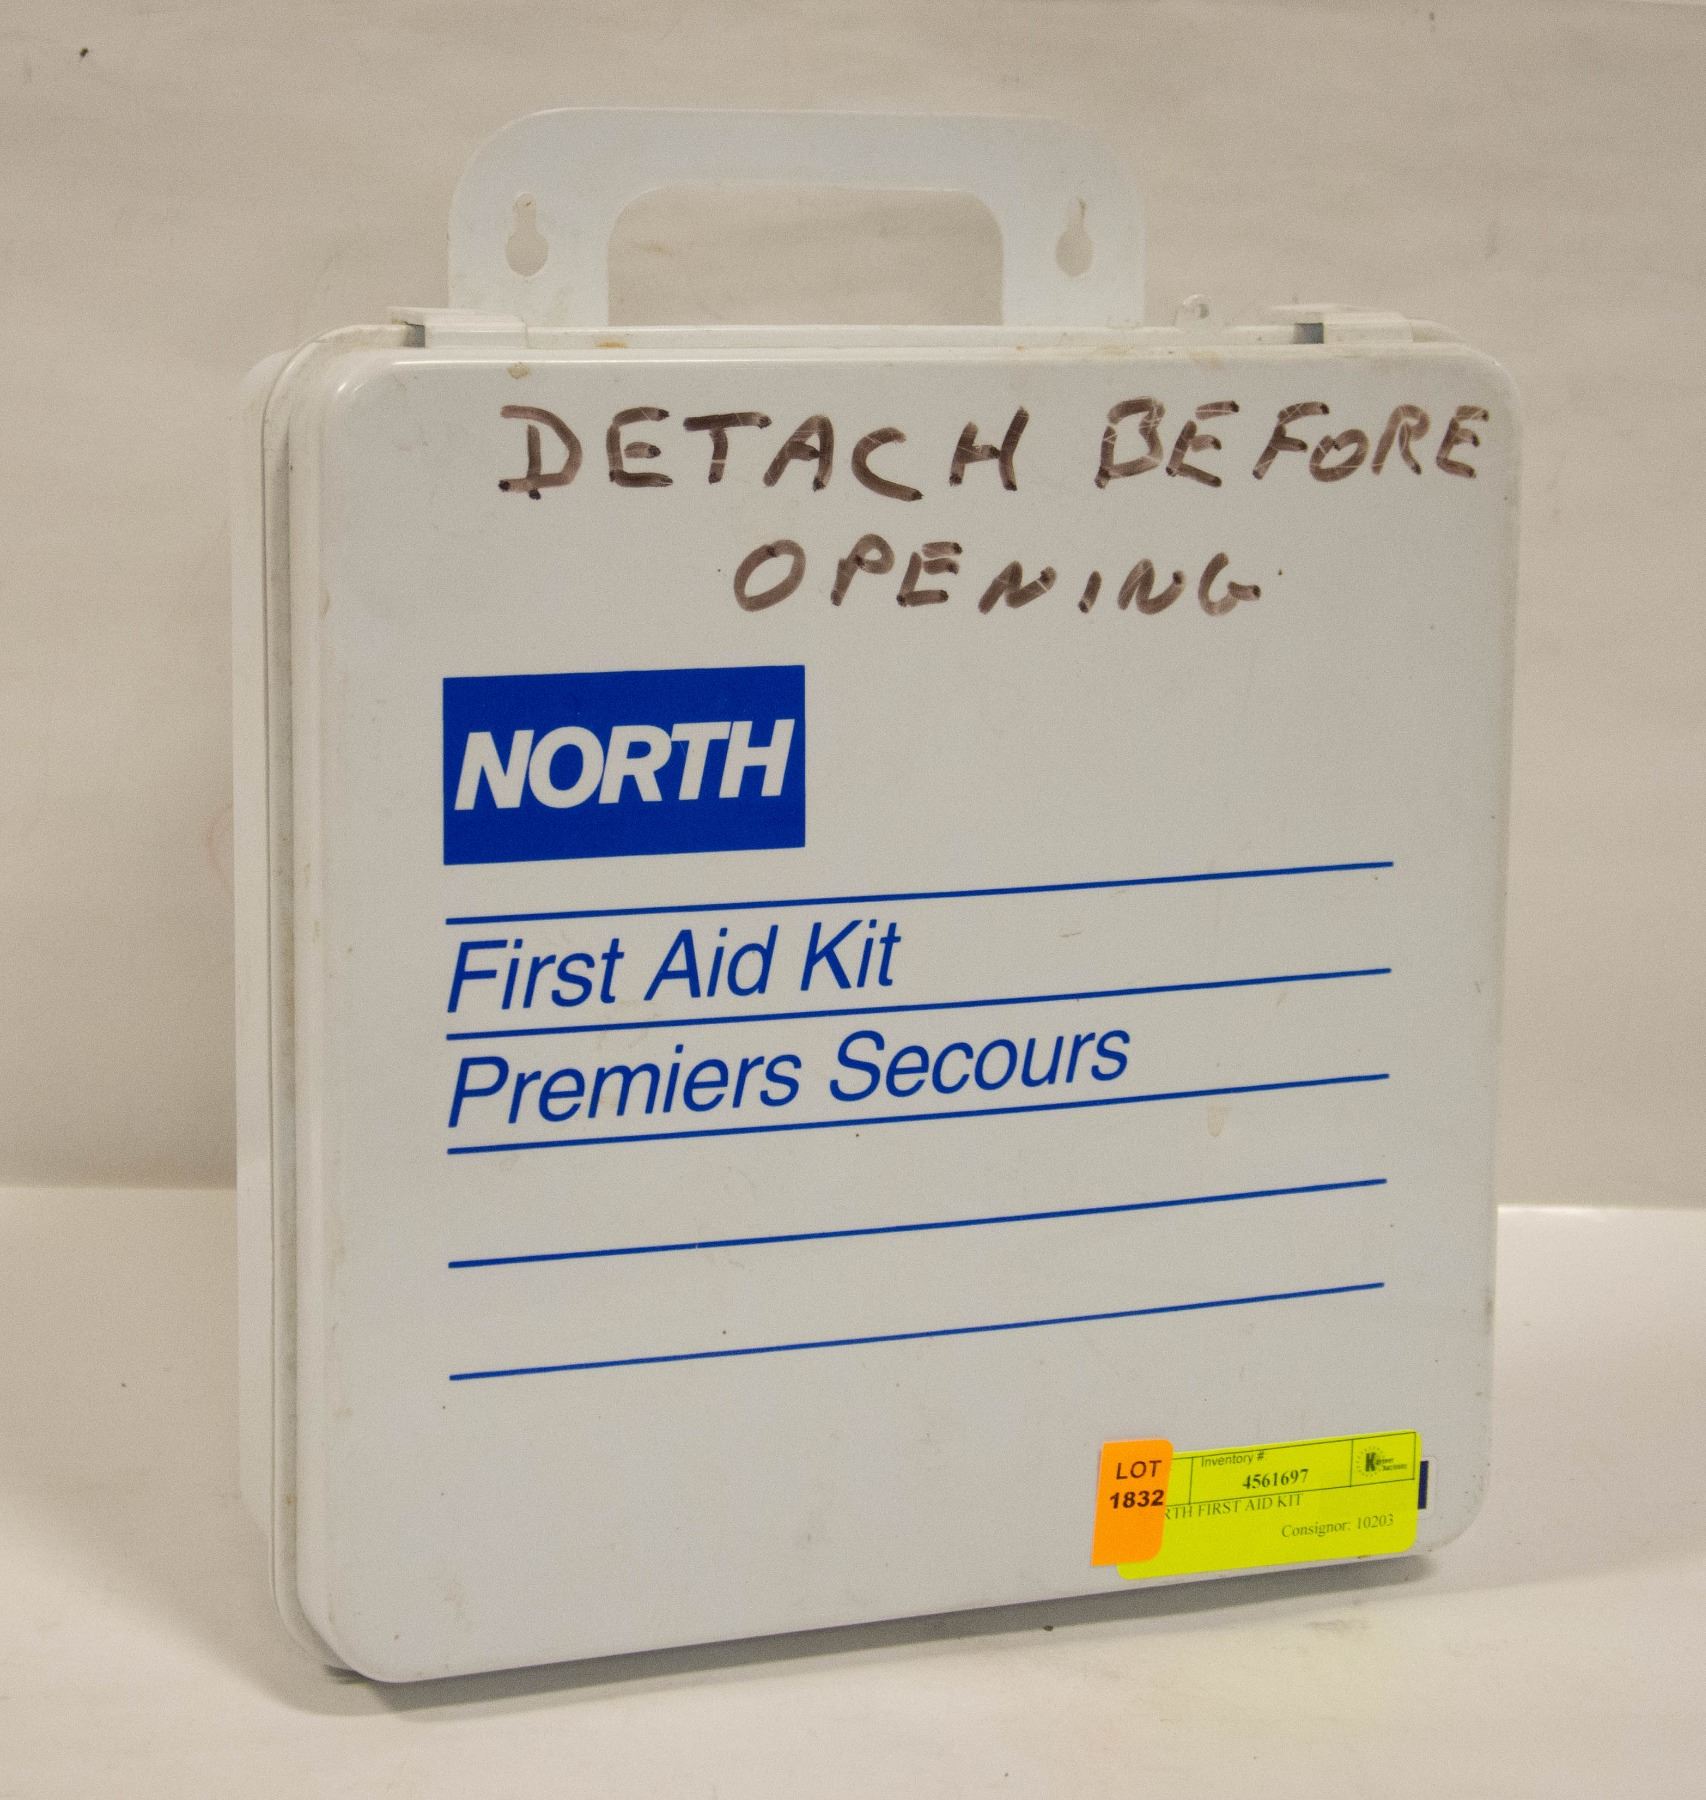 DETACH BEFORE
OPENING
NORTH
First Aid Kit
Premiers Secours
LOT
1832
Inventory #
4561697
RTH FIRST AID KIT
Consignor: 10203